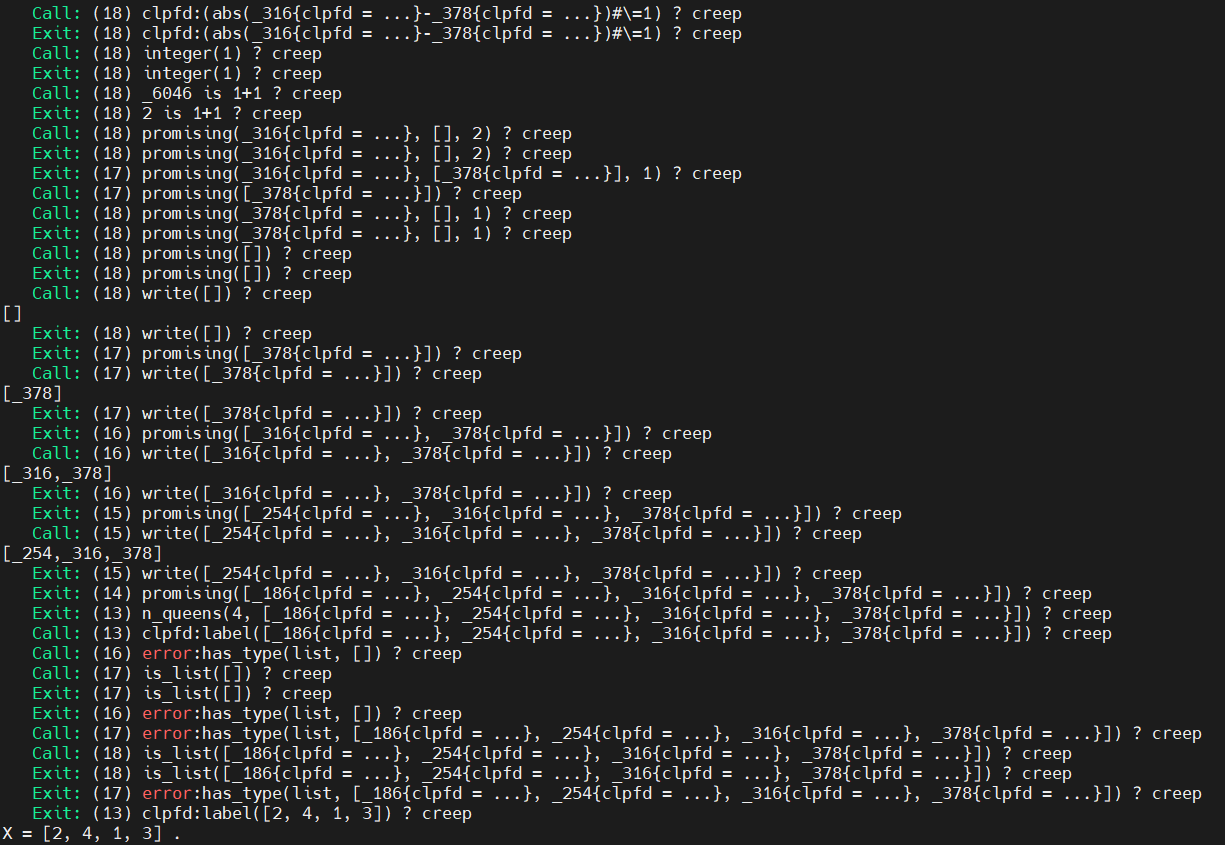 Call: (18) clpfd:(abs(_316{clpfd = ...}-_378{clpfd = ...})#\=1) ? creep
Exit: (18) clpfd:(abs(_316{clpfd = ...}-_378{clpfd = ...})#\=1) ? creep
Call: (18) integer(1) ? creep
Exit: (18) integer(1) ? creep
Call: (18) _6046 is 1+1 ? creep
Exit: (18) 2 is 1+1 ? creep
Call: (18) promising(_316{clpfd = ...}, [], 2) ? creep
Exit: (18) promising(_316{clpfd = ...}, [], 2) ? creep
Exit: (17) promising(_316{clpfd = ...}, [_378{clpfd = ...}], 1) ? creep
Call: (17) promising([_378{clpfd = ...}]) ? creep
Call: (18) promising(_378{clpfd = ...}, [], 1) ? creep
Exit: (18) promising(_378{clpfd = ...}, [], 1) ? creep
Call: (18) promising([]) ? creep
Exit: (18) promising([]) ? creep
Call: (18) write([]) ? creep
[]
Exit: (18) write([]) ? creep
Exit: (17) promising([_378{clpfd = ...}]) ? creep
Call: (17) write([_378{clpfd = ...}]) ? creep
[_378]
Exit: (17) write([_378{clpfd = ...}]) ? creep
Exit: (16) promising([_316{clpfd = ...}, _378{clpfd = ...}]) ? creep
Call: (16) write([_316{clpfd = ...}, _378{clpfd = ...}]) ? creep
[_316,_378]
Exit: (16) write([_316{clpfd = ...}, _378{clpfd = ...}]) ? creep
Exit: (15) promising([_254{clpfd = ...}, _316{clpfd = ...}, _378{clpfd = ...}]) ? creep
Call: (15) write([_254{clpfd = ...}, _316{clpfd = ...}, _378{clpfd = ...}]) ? creep
[_254,_316,_378]
Exit: (15) write([_254{clpfd = ...}, _316{clpfd = ...}, _378{clpfd = ...}]) ? creep
Exit: (14) promising([_186{clpfd = ...}, _254{clpfd = ...}, _316{clpfd = ...}, _378{clpfd = ...}]) ? creep
Exit: (13) n_queens(4, [_186{clpfd = ...}, _254{clpfd = ...}, _316{clpfd = ...}, _378{clpfd = ...}]) ? creep
Call: (13) clpfd:label([_186{clpfd = ...}, _254{clpfd = ...}, _316{clpfd = ...}, _378{clpfd = ...}]) ? creep
Call: (16) error:has_type(list, []) ? creep
Call: (17) is_list([]) ? creep
Exit: (17) is_list([]) ? creep
Exit: (16) error:has_type(list, []) ? creep
Call: (17) error:has_type(list, [_186{clpfd = ...}, _254{clpfd = ...}, _316{clpfd = ...}, _378{clpfd = ...}]) ? creep
Call: (18) is_list([_186{clpfd = ...}, _254{clpfd = ...}, _316{clpfd = ...}, _378{clpfd = ...}]) ? creep
Exit: (18) is_list([_186{clpfd = ...}, _254{clpfd = ...}, _316{clpfd = ...}, _378{clpfd = ...}]) ? creep
Exit: (17) error:has_type(list, [_186{clpfd = ...}, _254{clpfd = ...}, _316{clpfd = ...}, _378{clpfd = ...}]) ? creep
Exit: (13) clpfd:label([2, 4, 1, 3]) ? creep
X = [2, 4, 1, 3] .